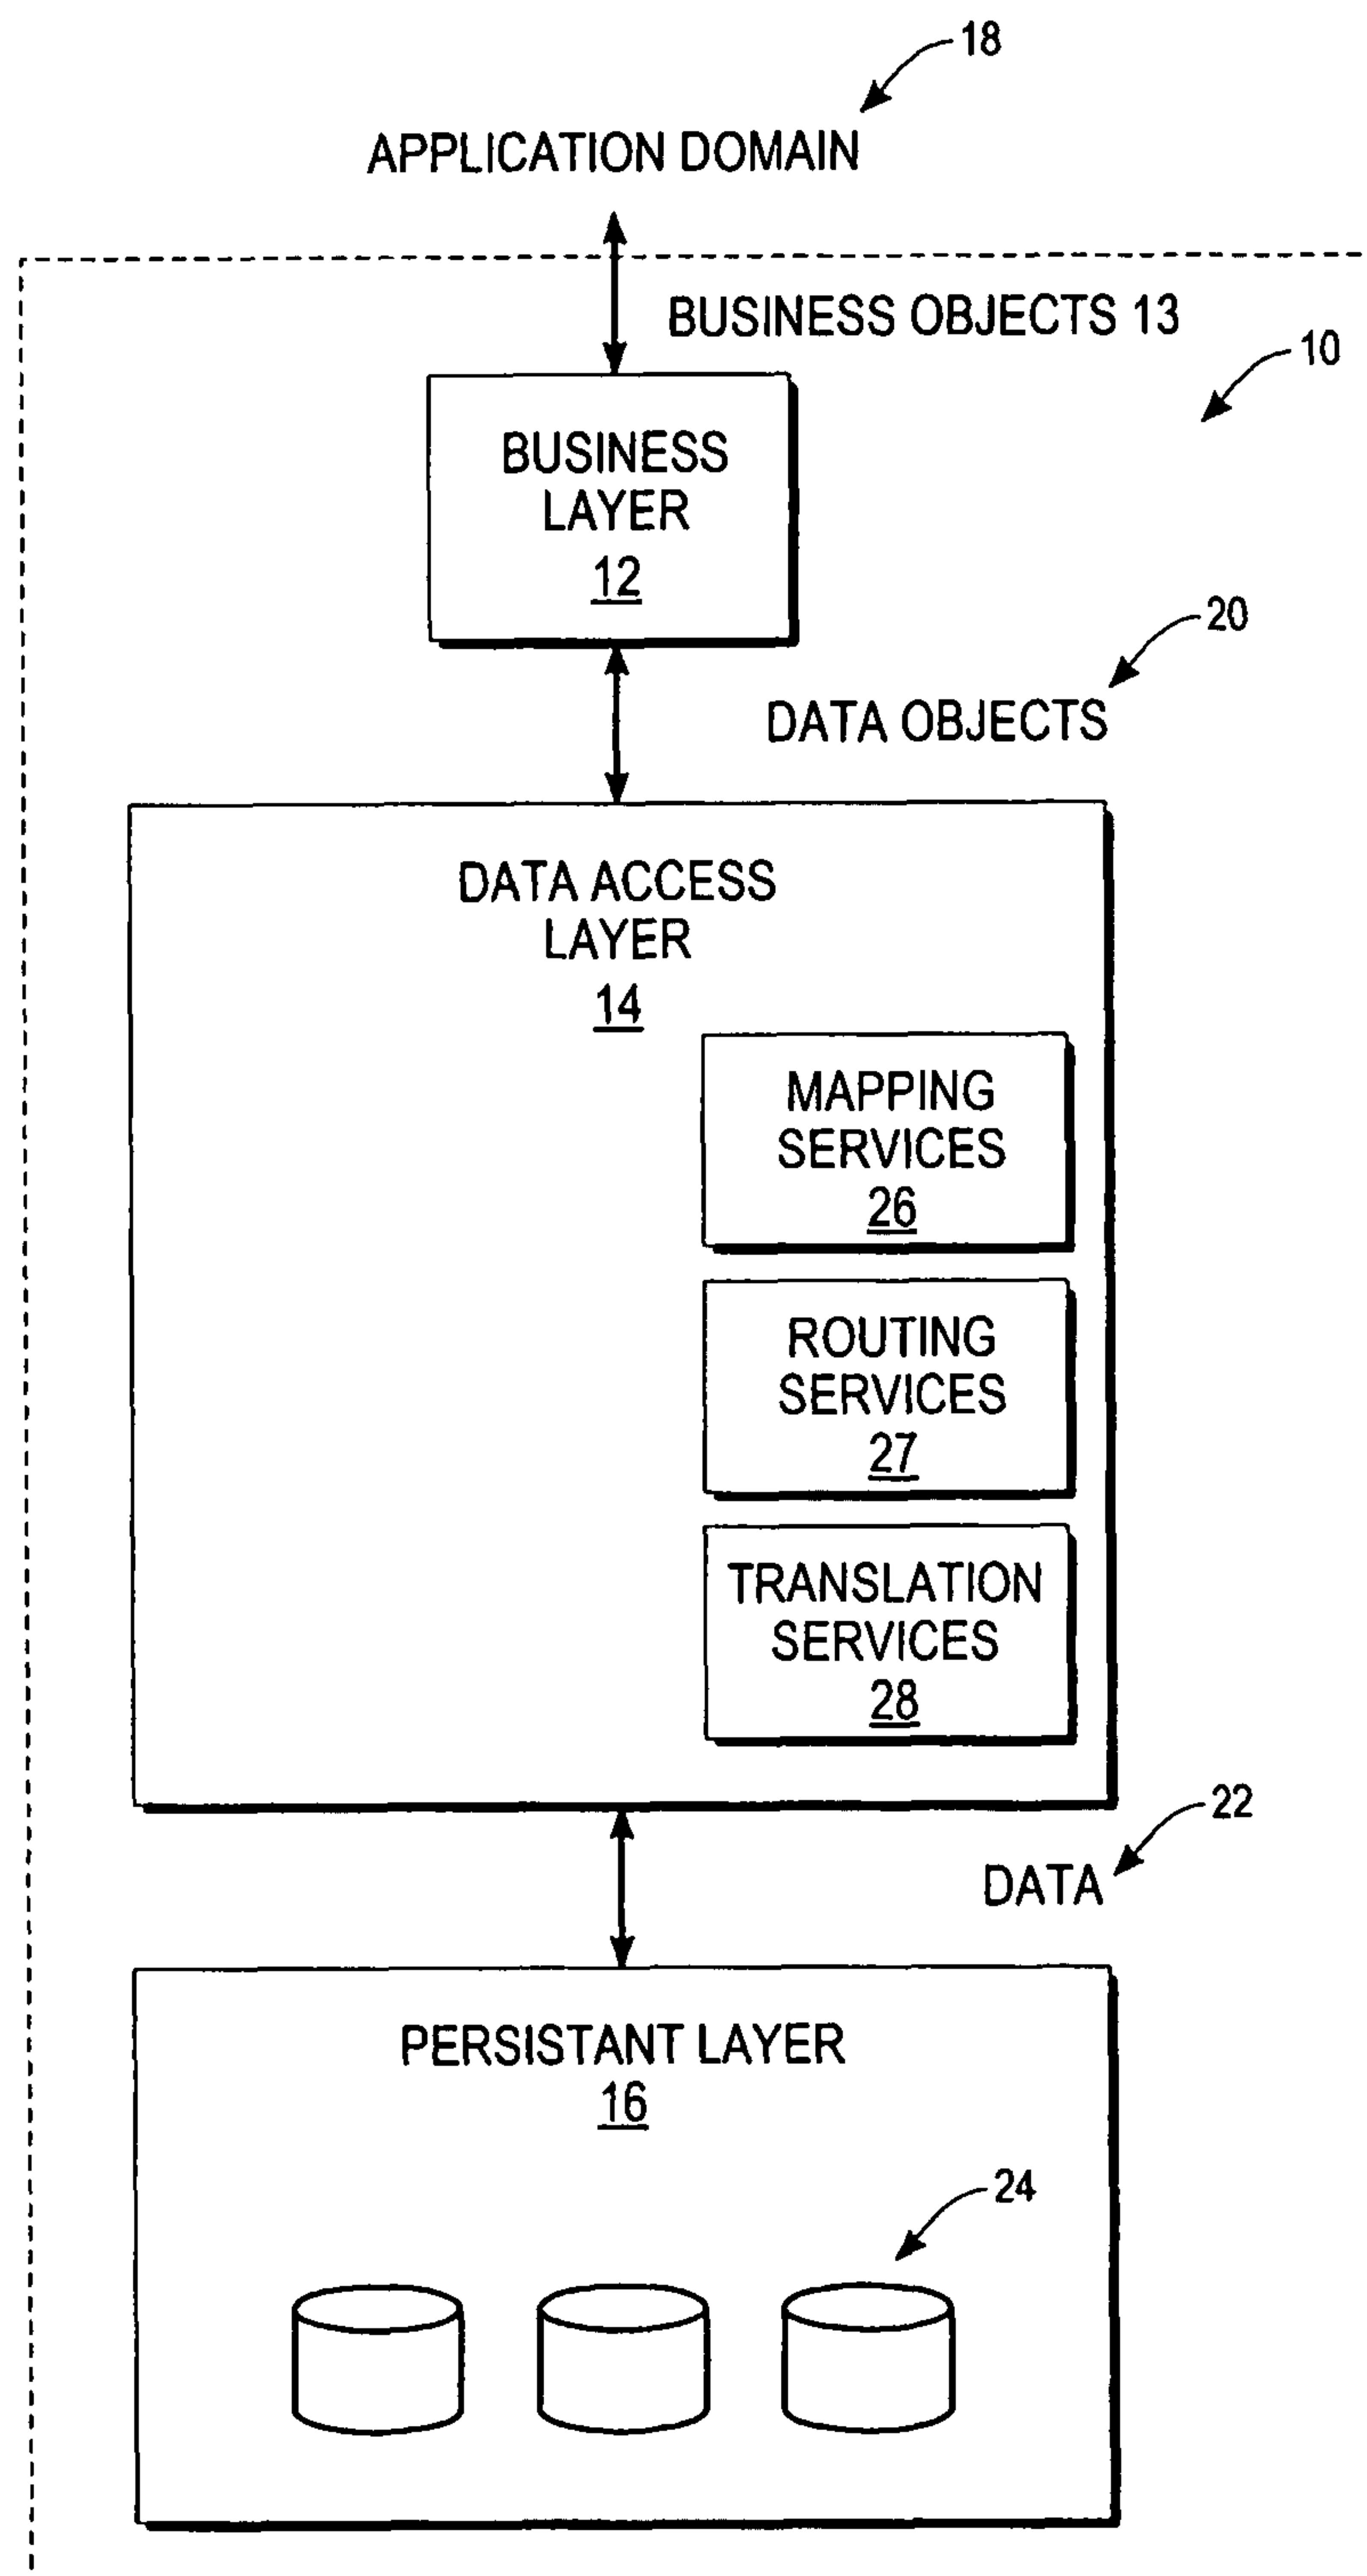 18
APPLICATION DOMAIN
BUSINESS OBJECTS 13
10
BUSINESS
LAYER
12
20
DATA OBJECTS
DATA ACCESS
LAYER
14
MAPPING
SERVICES
26
ROUTING
SERVICES
27
TRANSLATION
SERVICES
28
22
DATA
PERSISTANT LAYER
16
24